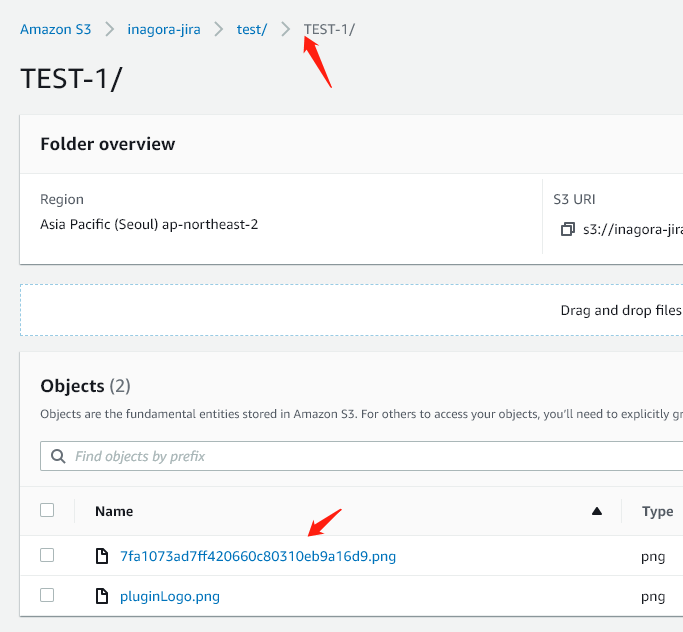 Amazon S3 > inagora-jira > test/ > TEST-1/
TEST-1/
Folder overview
Region
Asia Pacific (Seoul) ap-northeast-2
S3 URI
s3://inagora-jira
Drag and drop files
Objects (2)
Objects are the fundamental entities stored in Amazon S3. For others to access your objects, you'll need to explicitly gr
Find objects by prefix
Name
Type
7fa1073ad7ff420660c80310eb9a16d9.png
png
pluginLogo.png
png